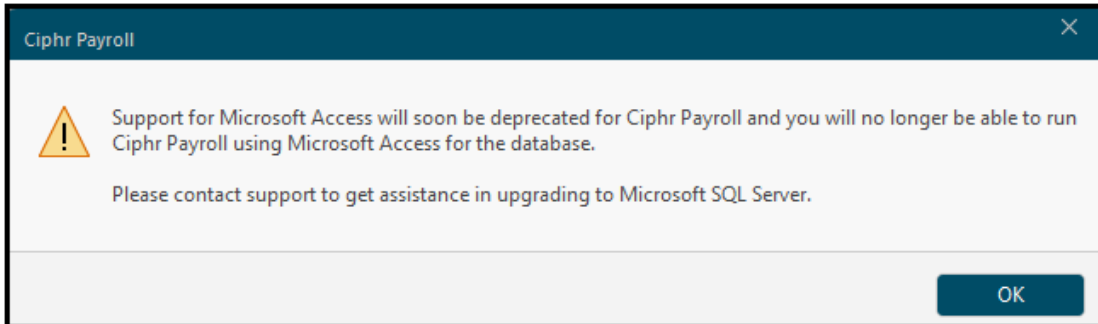 Ciphr Payroll
Support for Microsoft Access will soon be deprecated for Ciphr Payroll and you will no longer be able to run
Ciphr Payroll using Microsoft Access for the database.
Please contact support to get assistance in upgrading to Microsoft SQL Server.
OK